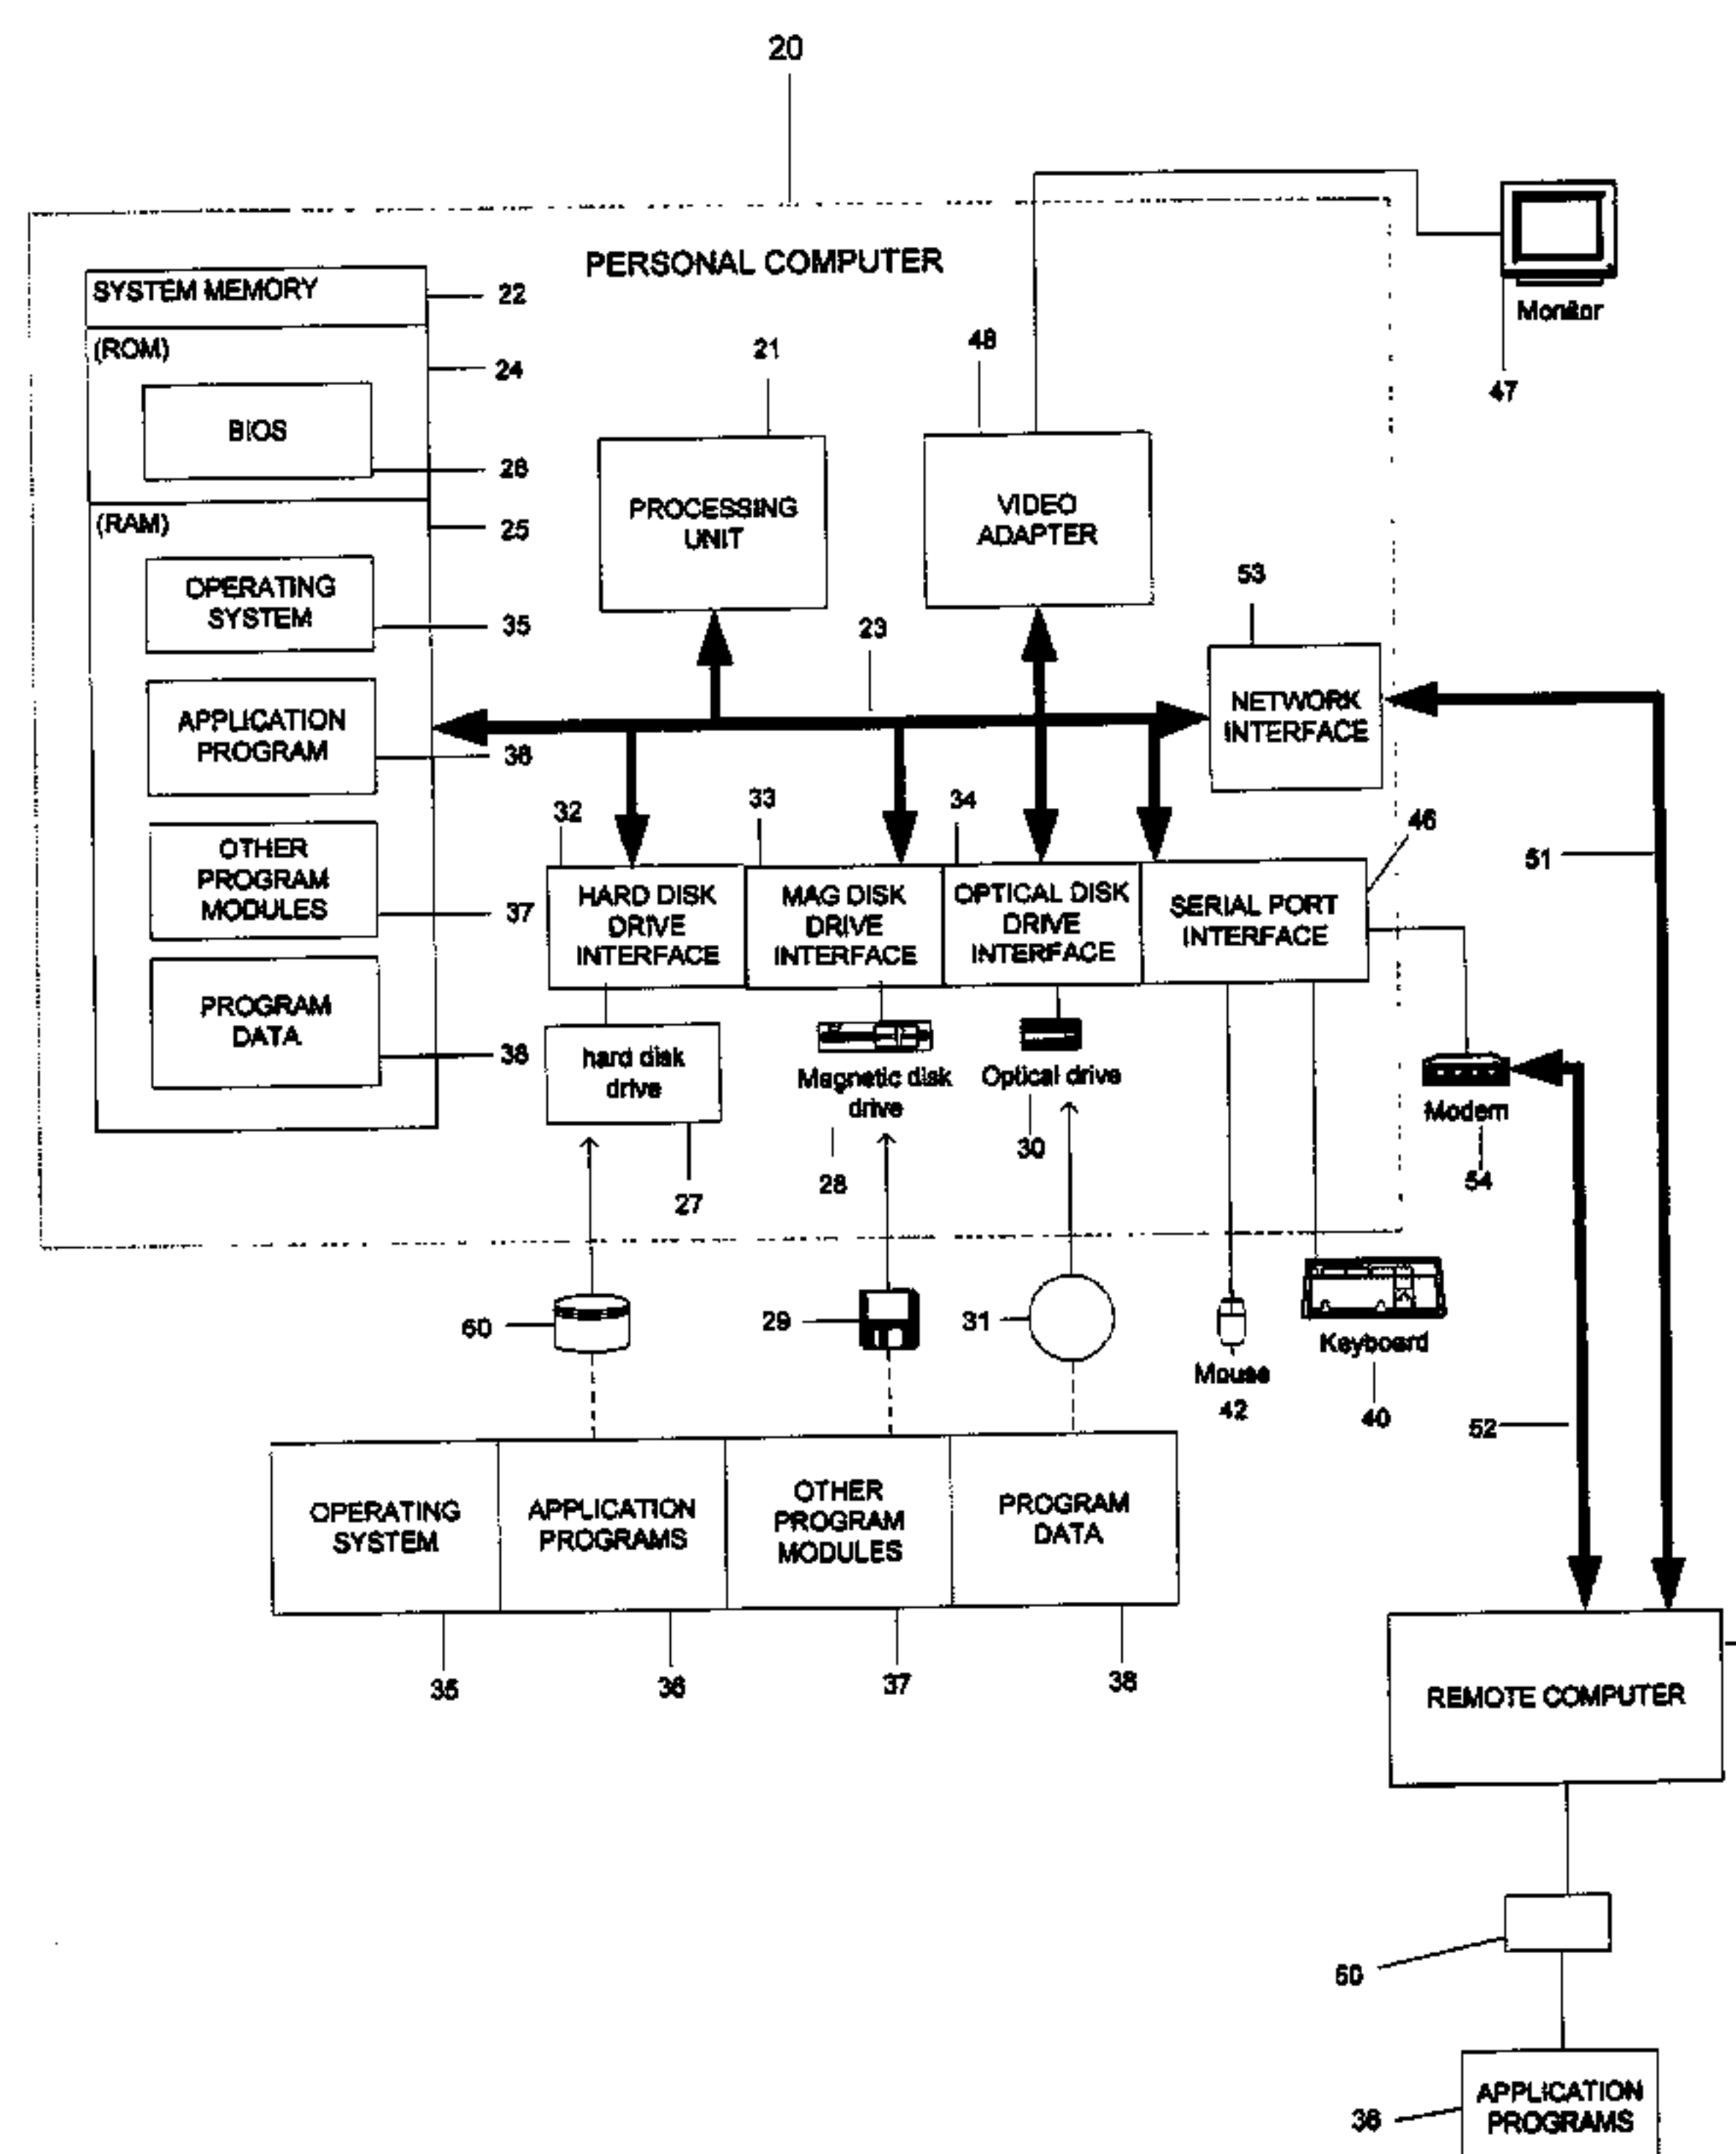 20
PERSONAL COMPUTER
SYSTEM MEMORY
22
(ROM)
24
BIOS
26
(RAM)
25
OPERATING
SYSTEM
35
APPLICATION
PROGRAM
36
OTHER
PROGRAM
MODULES
37
PROGRAM
DATA
38
21
PROCESSING
UNIT
48
VIDEO
ADAPTER
Monitor
47
23
53
NETWORK
INTERFACE
32
HARD DISK
DRIVE
INTERFACE
33
MAG DISK
DRIVE
INTERFACE
34
OPTICAL DISK
DRIVE
INTERFACE
46
SERIAL PORT
INTERFACE
51
hard disk
drive
27
Magnetic disk
drive
28
Optical drive
30
Modem
54
60
29
31
Mouse
42
Keyboard
40
52
OPERATING
SYSTEM
35
APPLICATION
PROGRAMS
36
OTHER
PROGRAM
MODULES
37
PROGRAM
DATA
38
REMOTE COMPUTER
50
APPLICATION
PROGRAMS
36